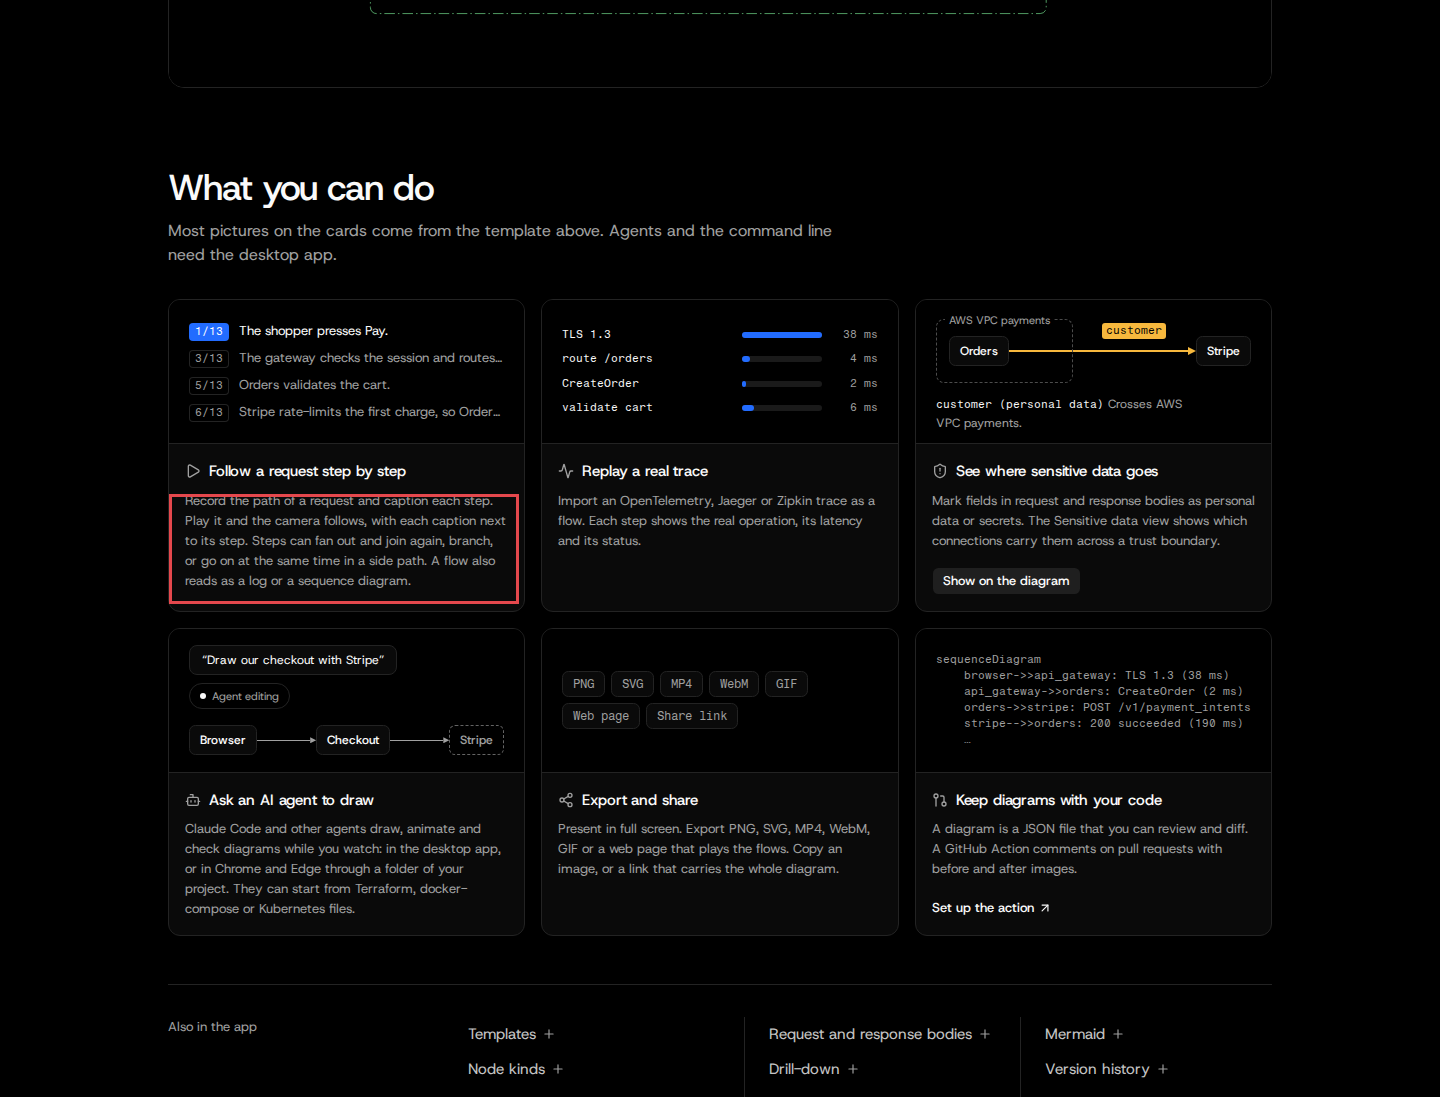 What you can do
Most pictures on the cards come from the template above. Agents and the command line
need the desktop app.
1/13 The shopper presses Pay.
3/13 The gateway checks the session and routes...
5/13 Orders validates the cart.
6/13 Stripe rate-limits the first charge, so Order...
Follow a request step by step
Record the path of a request and caption each step.
Play it and the camera follows, with each caption next
to its step. Steps can fan out and join again, branch,
or go on at the same time in a side path. A flow also
reads as a log or a sequence diagram.
TLS 1.3 38 ms
route /orders 4 ms
CreateOrder 2 ms
validate cart 6 ms
Replay a real trace
Import an OpenTelemetry, Jaeger or Zipkin trace as a
flow. Each step shows the real operation, its latency
and its status.
AWS VPC payments
customer
Orders
Stripe
customer (personal data) Crosses AWS
VPC payments.
See where sensitive data goes
Mark fields in request and response bodies as personal
data or secrets. The Sensitive data view shows which
connections carry them across a trust boundary.
Show on the diagram
“Draw our checkout with Stripe”
Agent editing
Browser
Checkout
Stripe
Ask an AI agent to draw
Claude Code and other agents draw, animate and
check diagrams while you watch: in the desktop app,
or in Chrome and Edge through a folder of your
project. They can start from Terraform, docker-
compose or Kubernetes files.
PNG SVG MP4 WebM GIF
Web page Share link
Export and share
Present in full screen. Export PNG, SVG, MP4, WebM,
GIF or a web page that plays the flows. Copy an
image, or a link that carries the whole diagram.
sequenceDiagram
browser->>api_gateway: TLS 1.3 (38 ms)
api_gateway->>orders: CreateOrder (2 ms)
orders->>stripe: POST /v1/payment_intents
stripe-->>orders: 200 succeeded (190 ms)
…
Keep diagrams with your code
A diagram is a JSON file that you can review and diff.
A GitHub Action comments on pull requests with
before and after images.
Set up the action ↗
Also in the app
Templates +
Node kinds +
Request and response bodies +
Drill-down +
Mermaid +
Version history +